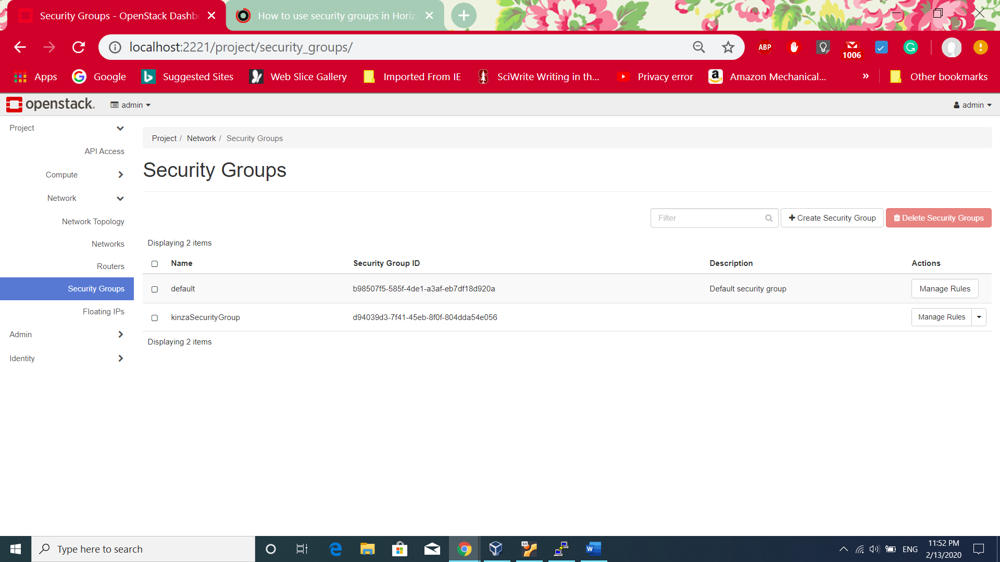 Security Groups - OpenStack Dashb
How to use security groups in Horiz
localhost:2221/project/security_groups/
ABP
1006
Apps
Google
Suggested Sites
Web Slice Gallery
Imported From IE
SciWrite Writing in th...
Privacy error
Amazon Mechanical...
»
Other bookmarks
openstack.
admin
admin
Project
API Access
Compute
Network
Network Topology
Networks
Routers
Security Groups
Floating IPs
Admin
Identity
Project / Network / Security Groups
Security Groups
Filter
Create Security Group
Delete Security Groups
Displaying 2 items
Name Security Group ID Description Actions
default b98507f5-585f-4de1-a3af-eb7df18d920a Default security group Manage Rules
kinzaSecurityGroup d94039d3-7f41-45eb-8f0f-804dda54e056 Manage Rules
Displaying 2 items
Type here to search
64
ENG
11:52 PM
2/13/2020